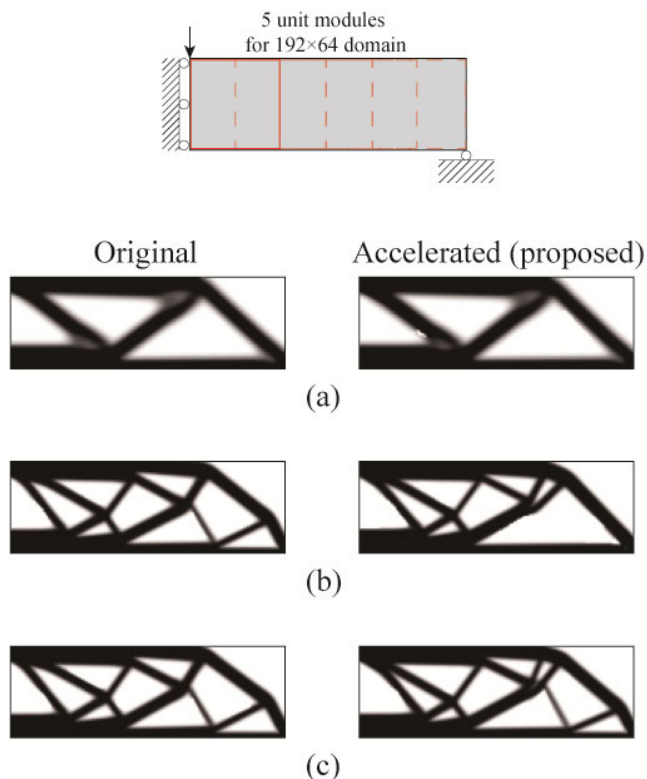 5 unit modules
for 192×64 domain
Original
Accelerated (proposed)
(a)
(b)
(c)